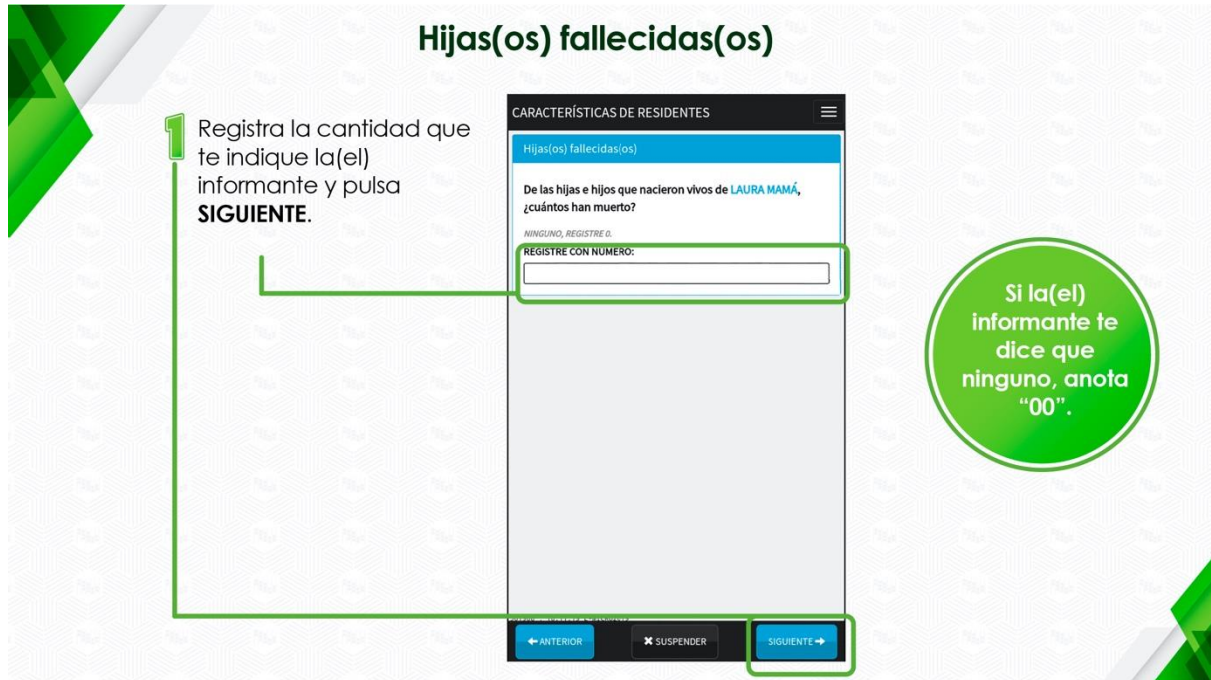 Hijas(os) fallecidas(os)
1 Registra la cantidad que
te indique la(el)
informante y pulsa
SIGUIENTE.
CARACTERÍSTICAS DE RESIDENTES
Hijas(os) fallecidas(os)
De las hijas e hijos que nacieron vivos de LAURA MAMÁ,
¿cuántos han muerto?
NINGUNO, REGISTRE 0.
REGISTRE CON NÚMERO:
ANTERIOR
SUSPENDER
SIGUIENTE
Si la(el)
informante te
dice que
ninguno, anota
“00”.